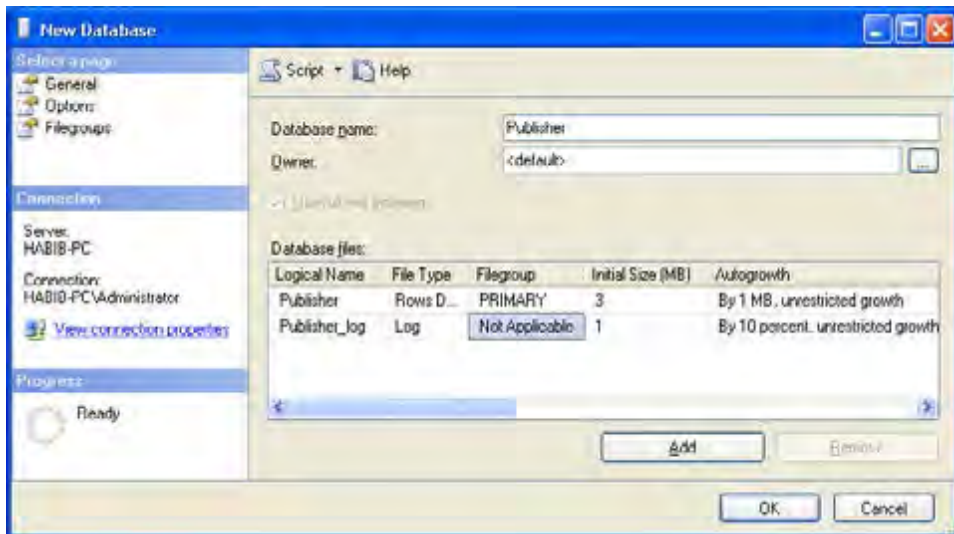 New Database
Select a page
General
Options
Filegroups
Script Help
Database name: Publisher
Owner: <default> ...
Connection
Server:
HABIB-PC
Connection:
HABIB-PC\Administrator
View connection properties
Progress
Ready
Database files:
Logical Name File Type Filegroup Initial Size (MB) Autogrowth
Publisher Rows D... PRIMARY 3 By 1 MB, unrestricted growth
Publisher_log Log Not Applicable 1 By 10 percent, unrestricted growth
Add Remove
OK Cancel